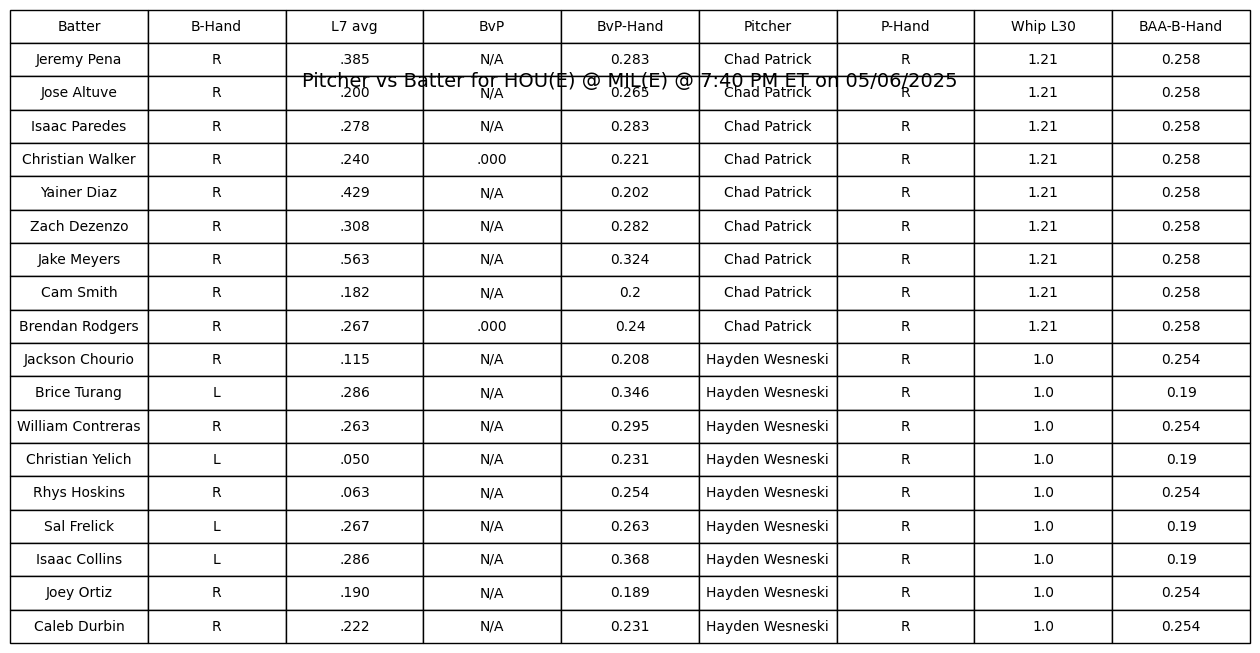 Batter B-Hand L7 avg BvP BvP-Hand Pitcher P-Hand Whip L30 BAA-B-Hand
Jeremy Pena R .385 N/A 0.283 Chad Patrick R 1.21 0.258
Pitcher vs Batter for HOU(E) @ MIL(E) @ 7:40 PM ET on 05/06/2025
Jose Altuve R .200 N/A 0.265 Chad Patrick R 1.21 0.258
Isaac Paredes R .278 N/A 0.283 Chad Patrick R 1.21 0.258
Christian Walker R .240 .000 0.221 Chad Patrick R 1.21 0.258
Yainer Diaz R .429 N/A 0.202 Chad Patrick R 1.21 0.258
Zach Dezenzo R .308 N/A 0.282 Chad Patrick R 1.21 0.258
Jake Meyers R .563 N/A 0.324 Chad Patrick R 1.21 0.258
Cam Smith R .182 N/A 0.2 Chad Patrick R 1.21 0.258
Brendan Rodgers R .267 .000 0.24 Chad Patrick R 1.21 0.258
Jackson Chourio R .115 N/A 0.208 Hayden Wesneski R 1.0 0.254
Brice Turang L .286 N/A 0.346 Hayden Wesneski R 1.0 0.19
William Contreras R .263 N/A 0.295 Hayden Wesneski R 1.0 0.254
Christian Yelich L .050 N/A 0.231 Hayden Wesneski R 1.0 0.19
Rhys Hoskins R .063 N/A 0.254 Hayden Wesneski R 1.0 0.254
Sal Frelick L .267 N/A 0.263 Hayden Wesneski R 1.0 0.19
Isaac Collins L .286 N/A 0.368 Hayden Wesneski R 1.0 0.19
Joey Ortiz R .190 N/A 0.189 Hayden Wesneski R 1.0 0.254
Caleb Durbin R .222 N/A 0.231 Hayden Wesneski R 1.0 0.254